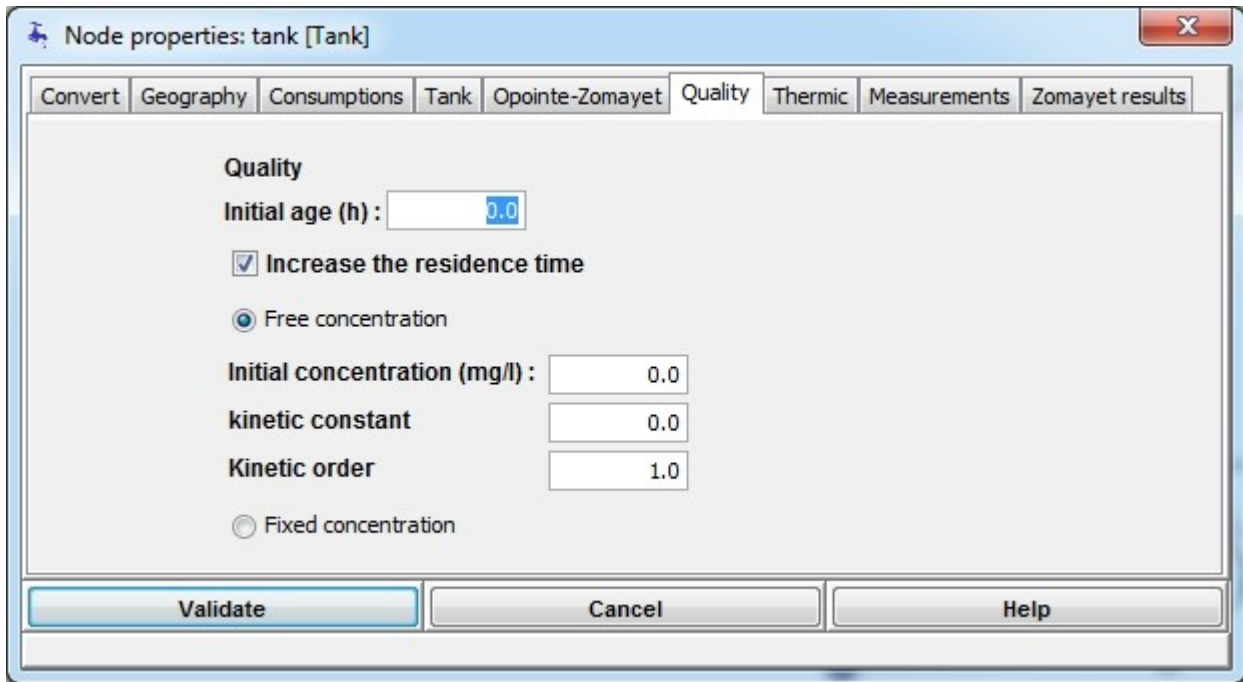 Node properties: tank [Tank]
Convert Geography Consumptions Tank Opointe-Zomayet Quality Thermic Measurements Zomayet results
Quality
Initial age (h) : 0.0
Increase the residence time
Free concentration
Initial concentration (mg/l) : 0.0
kinetic constant 0.0
Kinetic order 1.0
Fixed concentration
Validate Cancel Help